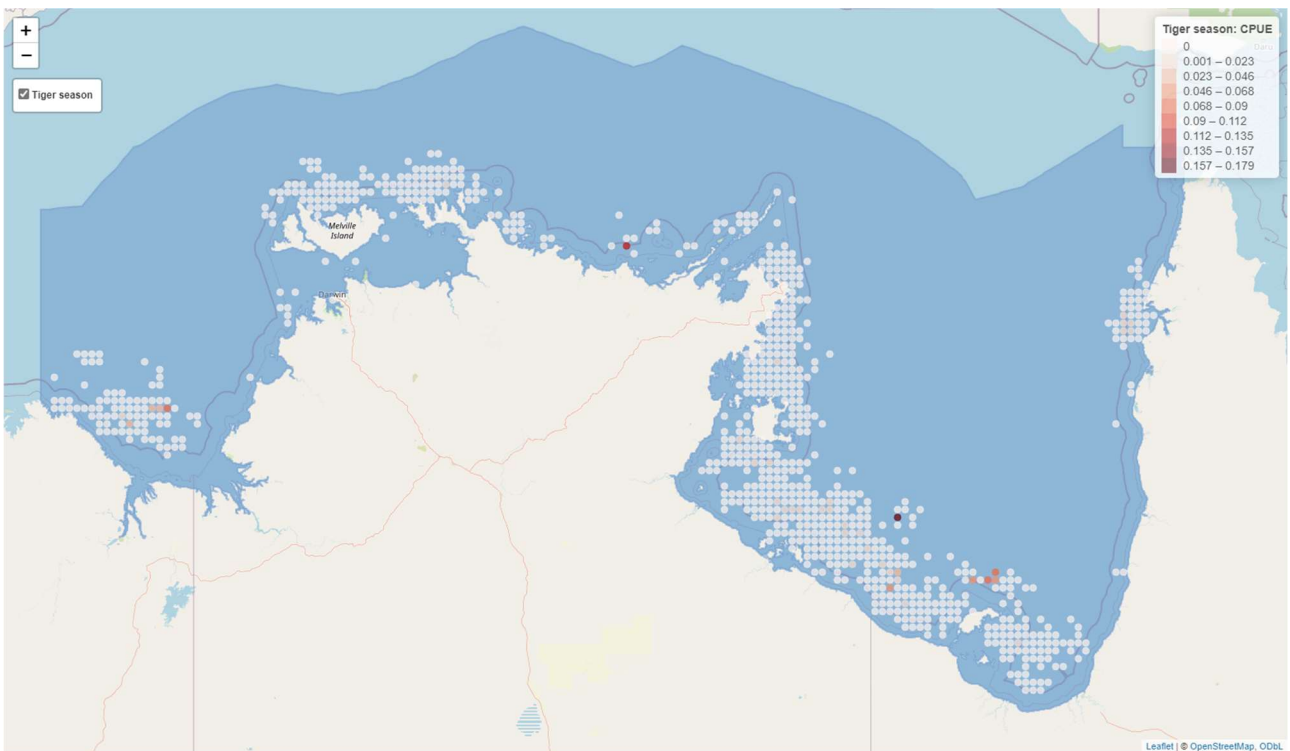 +
−
Tiger season
Tiger season: CPUE
0
0.001 – 0.023
0.023 – 0.046
0.046 – 0.068
0.068 – 0.09
0.09 – 0.112
0.112 – 0.135
0.135 – 0.157
0.157 – 0.179
Daru
Melville
Island
Darwin
Leaflet | © OpenStreetMap, ODbL